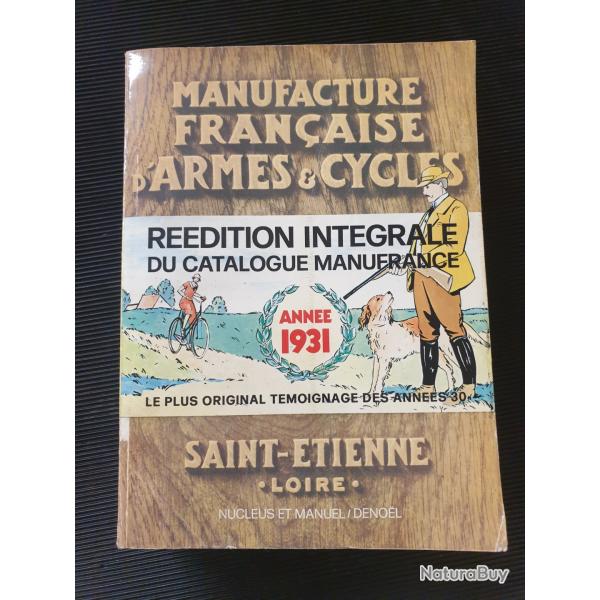 MANUFACTURE
FRANÇAISE
D'ARMES & CYCLES
REEDITION INTEGRALE
DU CATALOGUE MANUFRANCE
ANNEE
1931
LE PLUS ORIGINAL TEMOIGNAGE DES ANNEES 30
SAINT-ETIENNE
• LOIRE •
NUCLEUS ET MANUEL / DENOËL
NaturaBuy